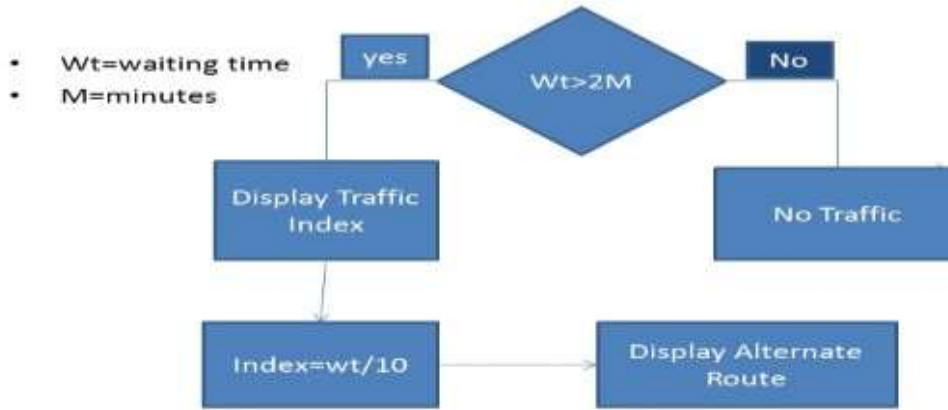 • Wt=waiting time
• M=minutes
yes
Wt>2M
No
Display Traffic
Index
No Traffic
Index=wt/10
Display Alternate
Route